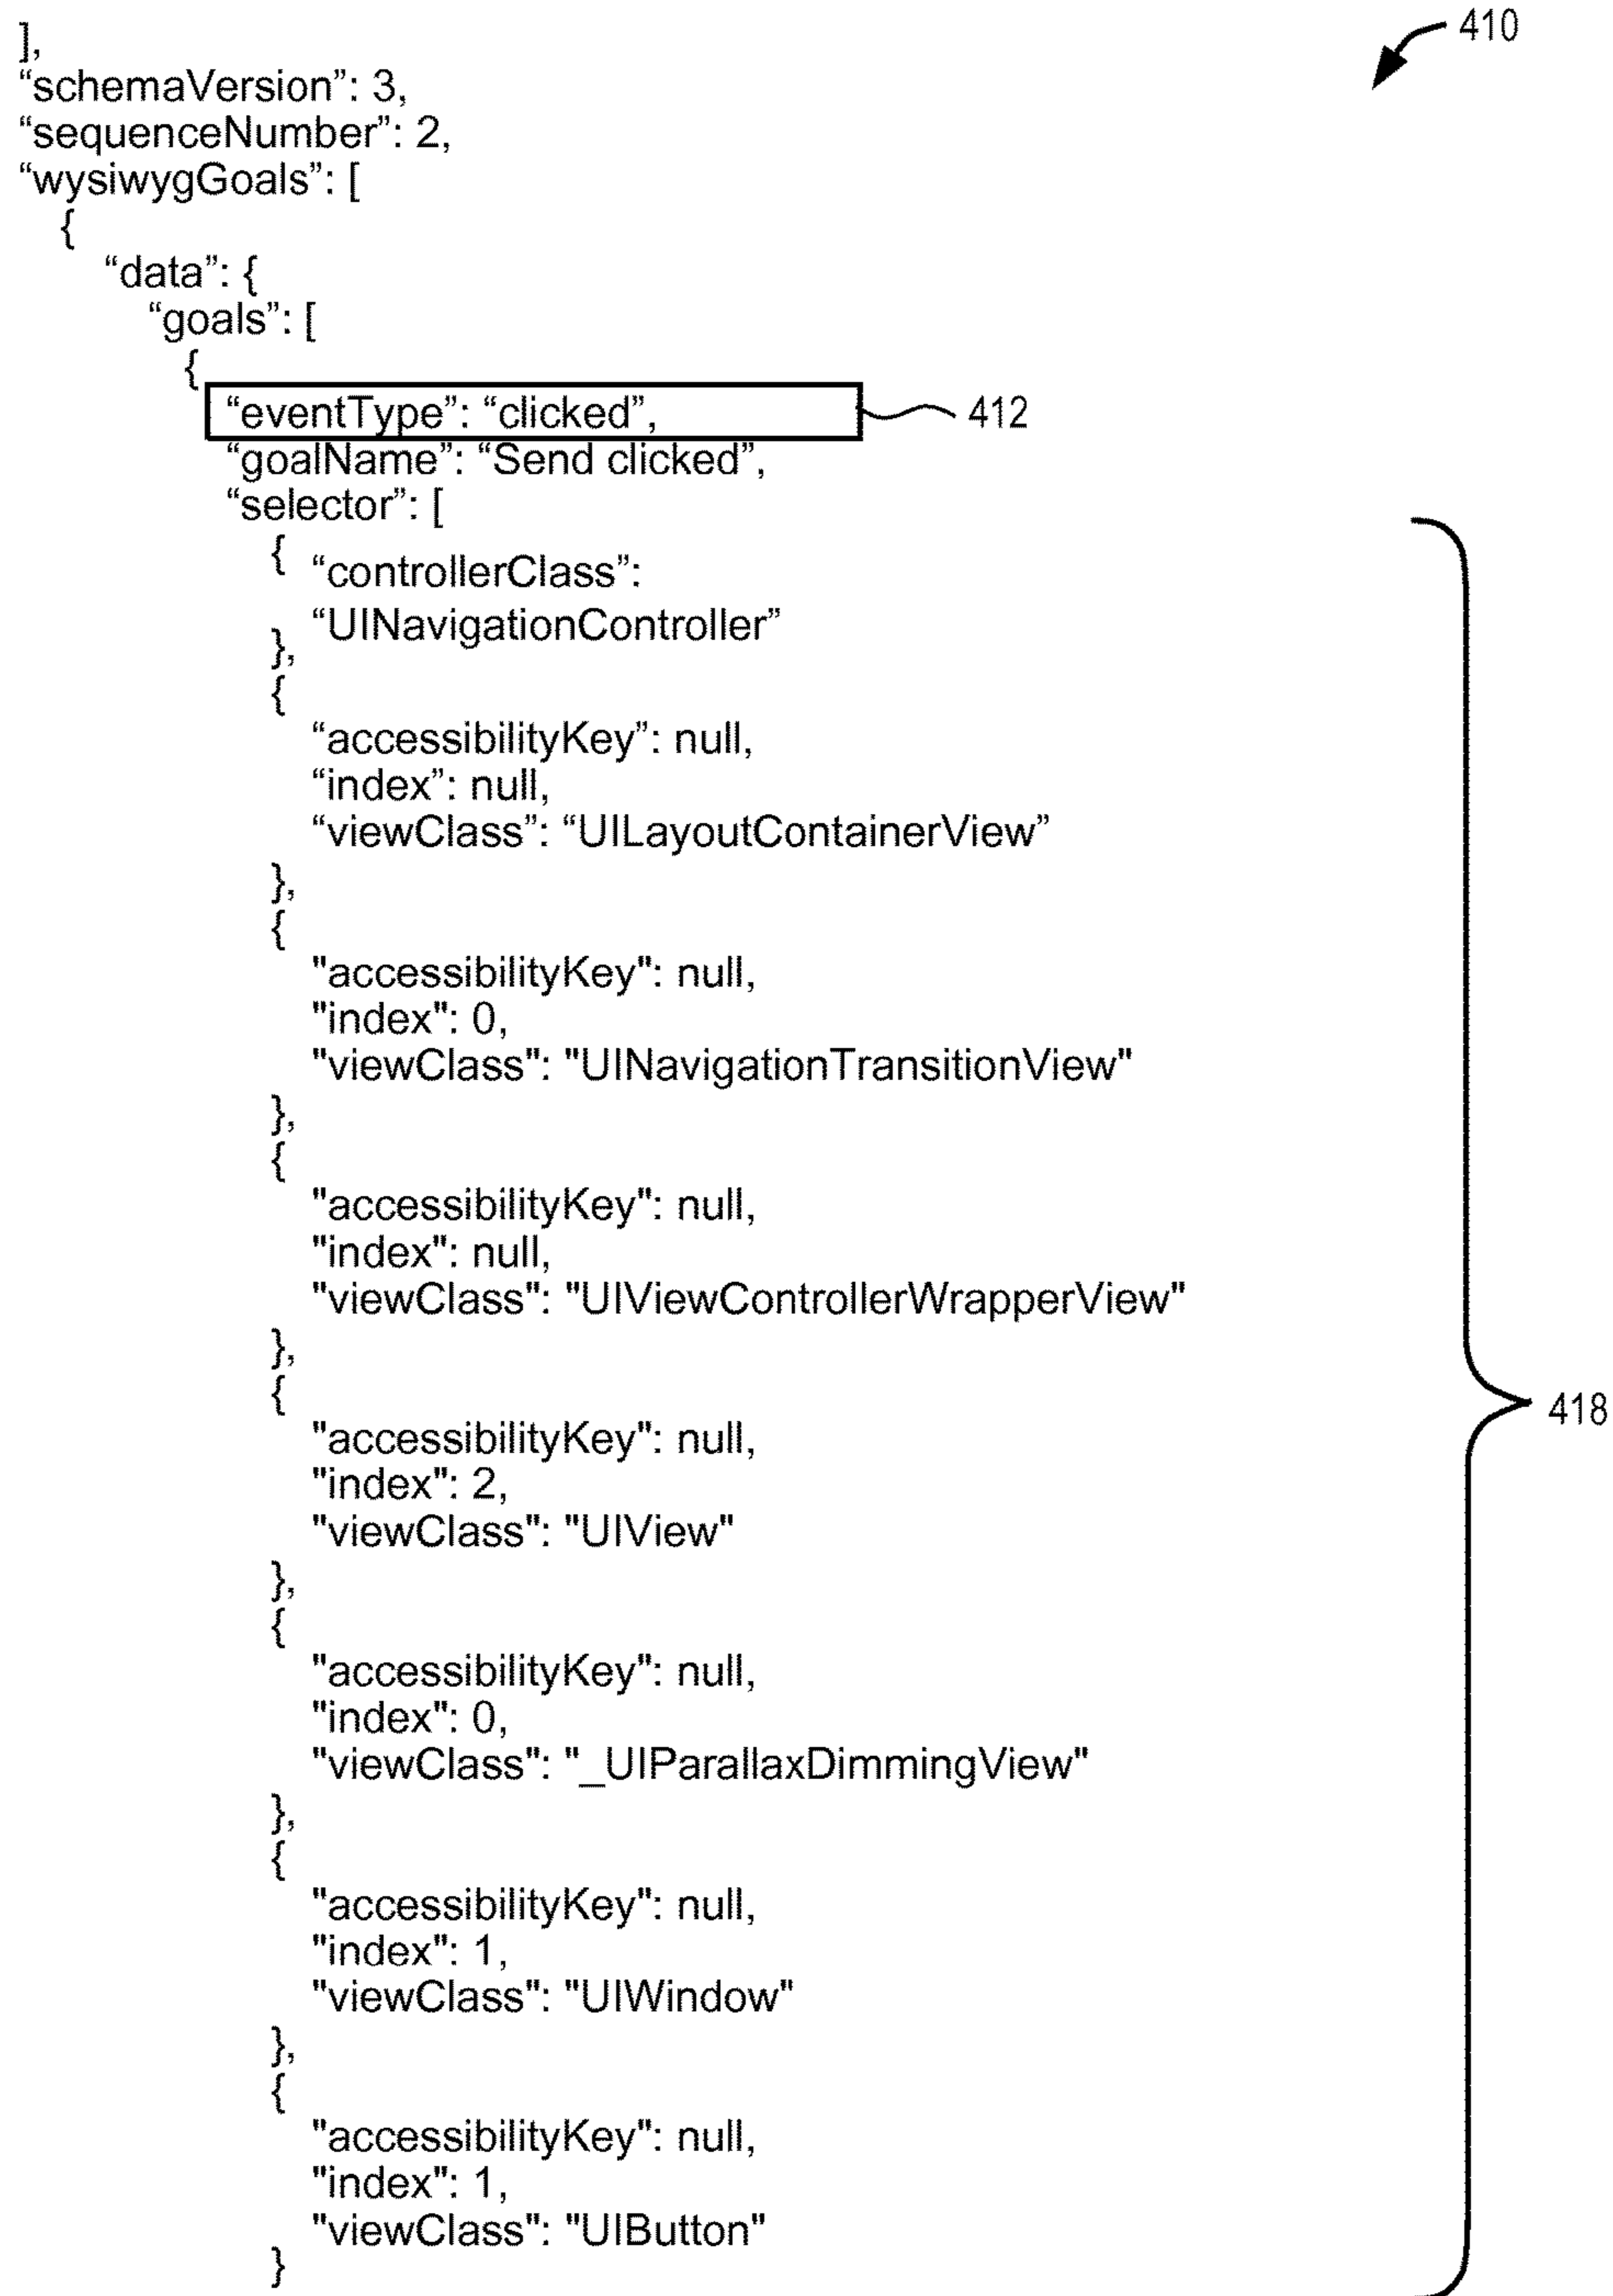 410
],
“schemaVersion”: 3,
“sequenceNumber”: 2,
“wysiwygGoals”: [
{
“data”: {
“goals”: [
{
“eventType”: “clicked”,
412
“goalName”: “Send clicked”,
“selector”: [
{
“controllerClass”:
“UINavigationController”
},
{
“accessibilityKey”: null,
“index”: null,
“viewClass”: “UILayoutContainerView”
},
{
"accessibilityKey": null,
"index": 0,
"viewClass": "UINavigationTransitionView"
},
{
"accessibilityKey": null,
"index": null,
"viewClass": "UIViewControllerWrapperView"
},
{
418
"accessibilityKey": null,
"index": 2,
"viewClass": "UIView"
},
{
"accessibilityKey": null,
"index": 0,
"viewClass": "_UIParallaxDimmingView"
},
{
"accessibilityKey": null,
"index": 1,
"viewClass": "UIWindow"
},
{
"accessibilityKey": null,
"index": 1,
"viewClass": "UIButton"
}